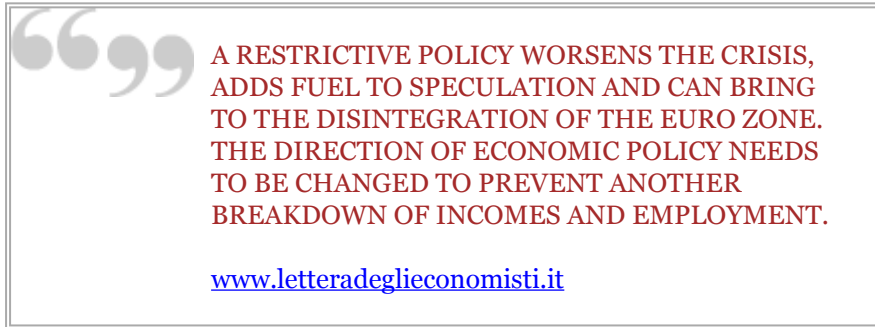 A RESTRICTIVE POLICY WORSENS THE CRISIS,
ADDS FUEL TO SPECULATION AND CAN BRING
TO THE DISINTEGRATION OF THE EURO ZONE.
THE DIRECTION OF ECONOMIC POLICY NEEDS
TO BE CHANGED TO PREVENT ANOTHER
BREAKDOWN OF INCOMES AND EMPLOYMENT.
www.letteradeglieconomisti.it